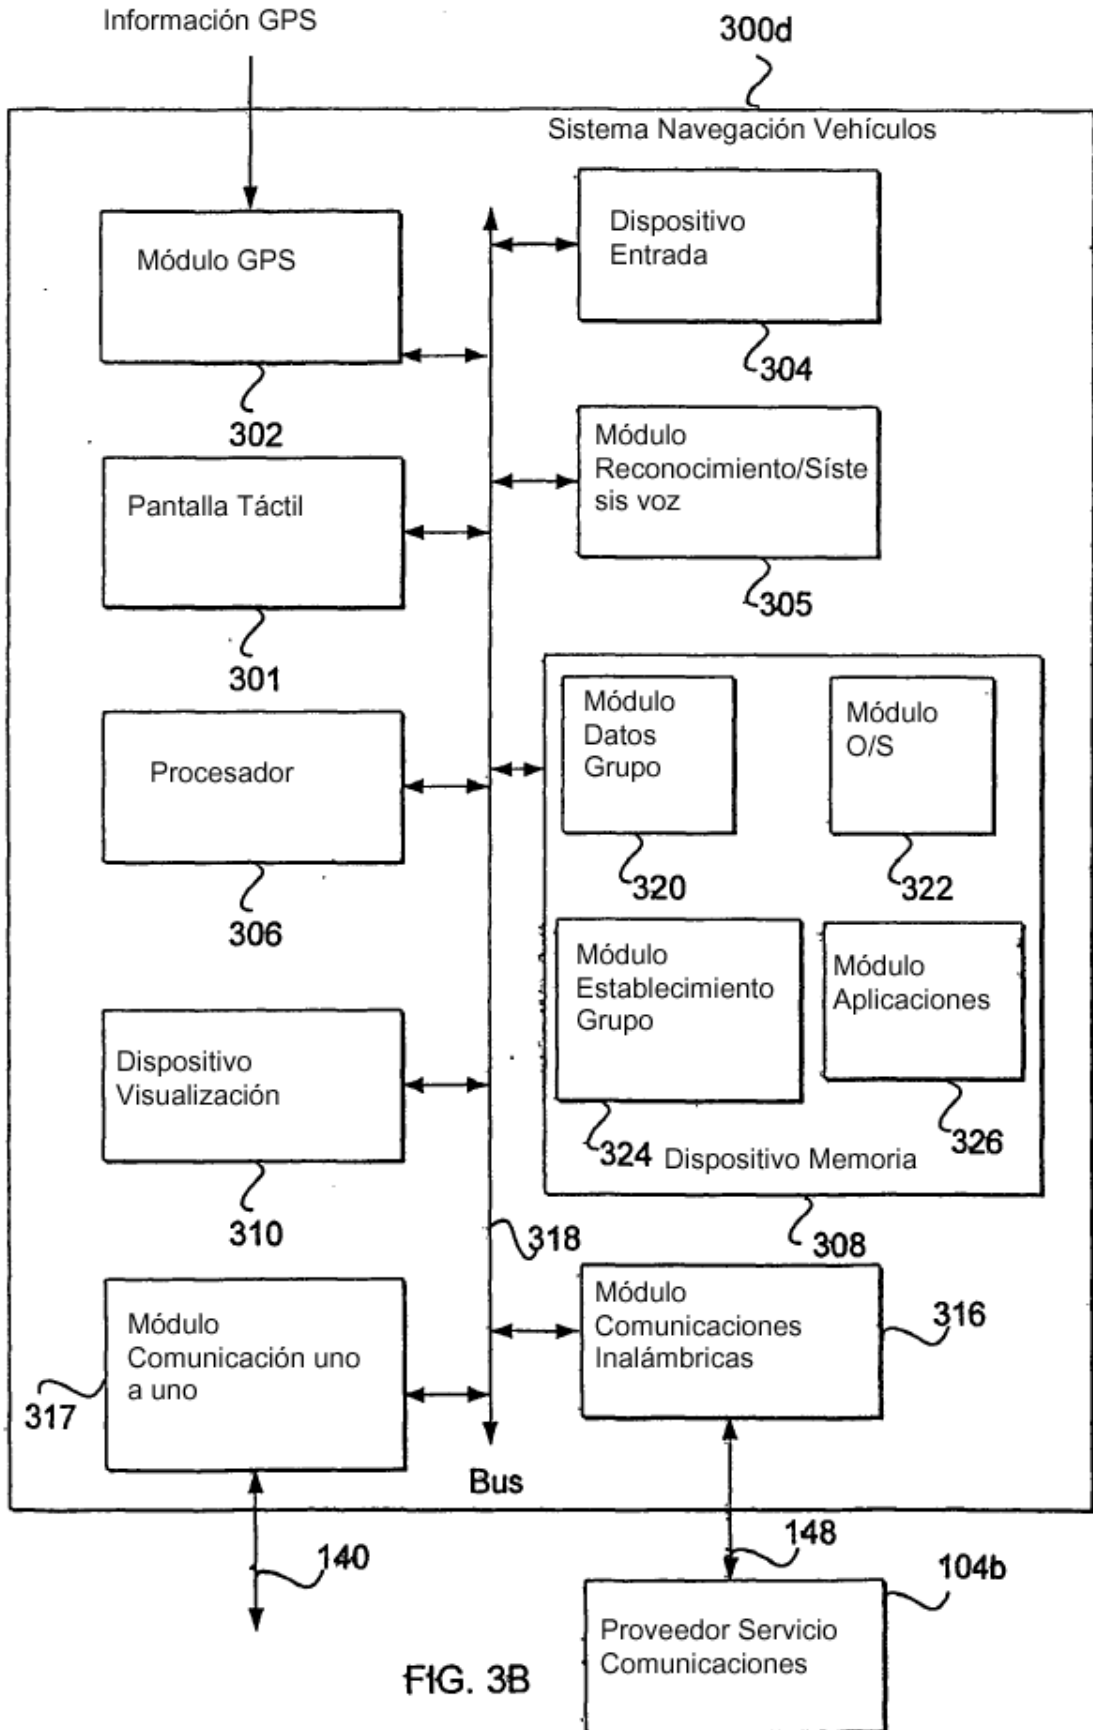 Información GPS
300d
Sistema Navegación Vehículos
Módulo GPS
302
Dispositivo
Entrada
304
Pantalla Táctil
301
Módulo
Reconocimiento/Síste
sis voz
305
Procesador
306
Módulo
Datos
Grupo
320
Módulo
O/S
322
Módulo
Establecimiento
Grupo
324
Módulo
Aplicaciones
326
Dispositivo Memoria
308
Dispositivo
Visualización
310
318
Módulo
Comunicación uno
a uno
317
Módulo
Comunicaciones
Inalámbricas
316
Bus
140
148
104b
Proveedor Servicio
Comunicaciones
FIG. 3B